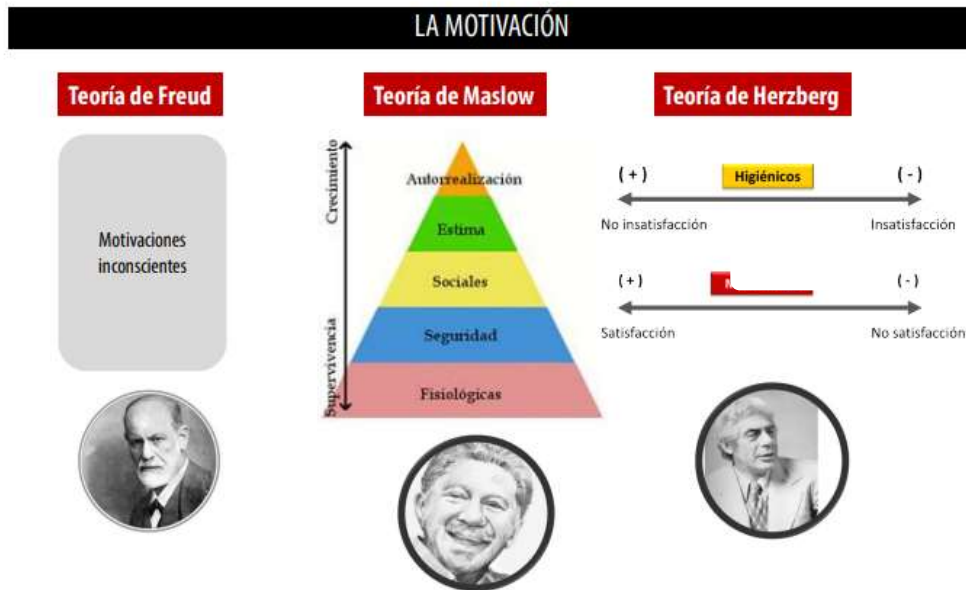 LA MOTIVACIÓN
Teoría de Freud
Motivaciones
inconscientes
Teoría de Maslow
Crecimiento
Supervivencia
Autorrealización
Estima
Sociales
Seguridad
Fisiológicas
Teoría de Herzberg
(+) Higiénicos (-)
No insatisfacción Insatisfacción
(+) (-)
Satisfacción No satisfacción